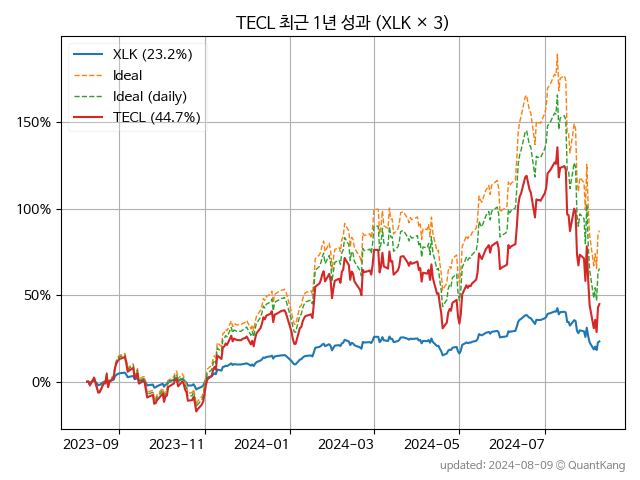 TECL 최근 1년 성과 (XLK × 3)
XLK (23.2%)
Ideal
Ideal (daily)
TECL (44.7%)
150%
100%
50%
0%
2023-09 2023-11 2024-01 2024-03 2024-05 2024-07
updated: 2024-08-09 © QuantKang